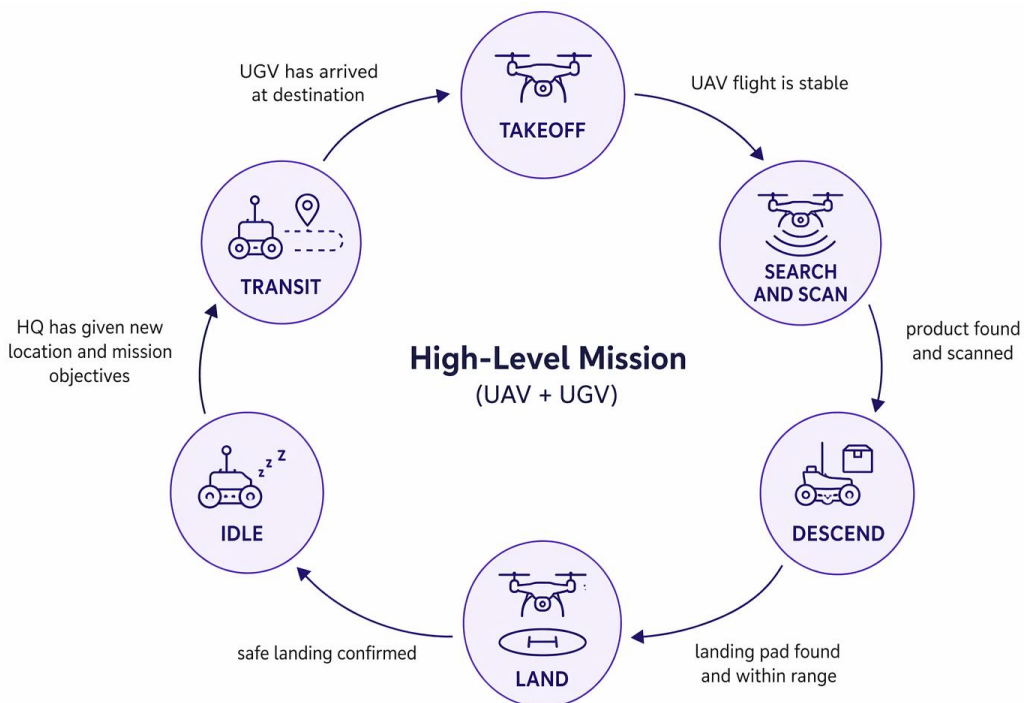 UGV has arrived
at destination
TAKEOFF
UAV flight is stable
TRANSIT
SEARCH
AND SCAN
HQ has given new
location and mission
objectives
High-Level Mission
(UAV + UGV)
product found
and scanned
z z Z
IDLE
DESCEND
safe landing confirmed
H
LAND
landing pad found
and within range